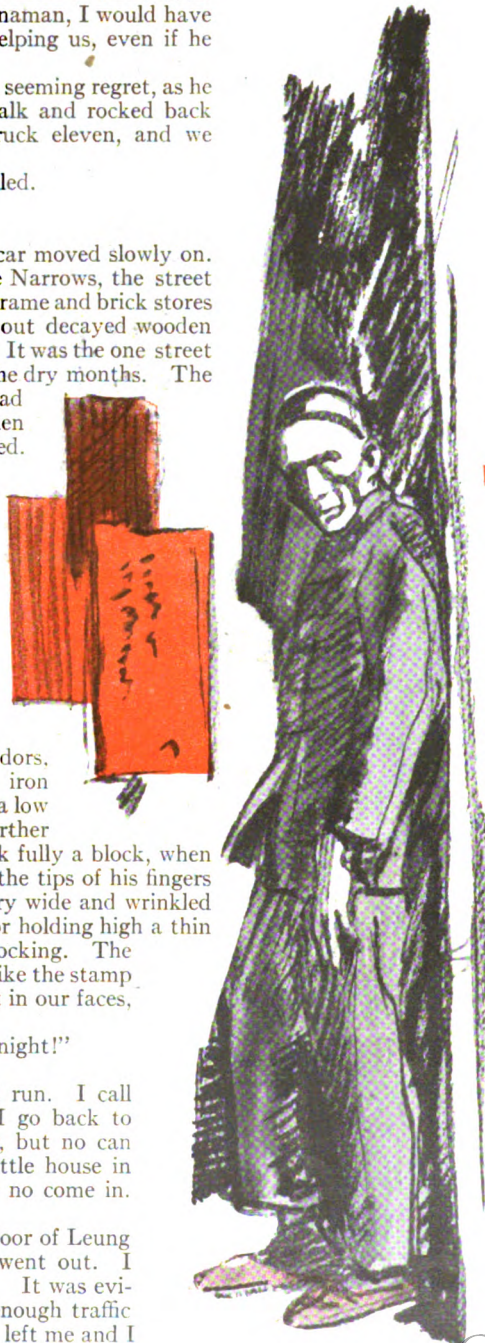 naman, I would have
elping us, even if he
seeming regret, as he
alk and rocked back
ruck eleven, and we
led.
car moved slowly on.
Narrows, the street
rame and brick stores
out decayed wooden
It was the one street
he dry months. The
ad
en
ed.
dors,
iron
a low
rther
k fully a block, when
the tips of his fingers
ry wide and wrinkled
or holding high a thin
ocking. The
ike the stamp
in our faces,
night!”
run. I call
I go back to
, but no can
ttle house in
no come in.
oor of Leung
went out. I
It was evi-
nough traffic
left me and I